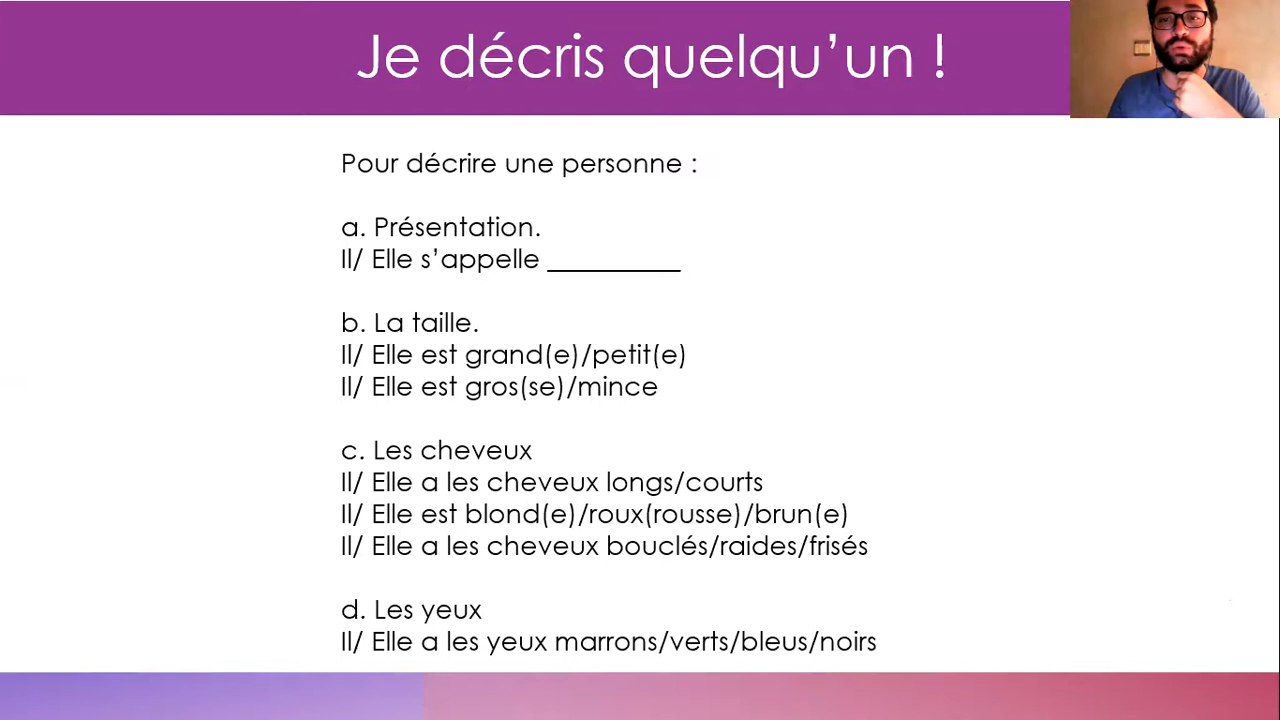 Je décris quelqu’un !
Pour décrire une personne :
a. Présentation.
Il/ Elle s’appelle __________
b. La taille.
Il/ Elle est grand(e)/petit(e)
Il/ Elle est gros(se)/mince
c. Les cheveux
Il/ Elle a les cheveux longs/courts
Il/ Elle est blond(e)/roux(rousse)/brun(e)
Il/ Elle a les cheveux bouclés/raides/frisés
d. Les yeux
Il/ Elle a les yeux marrons/verts/bleus/noirs